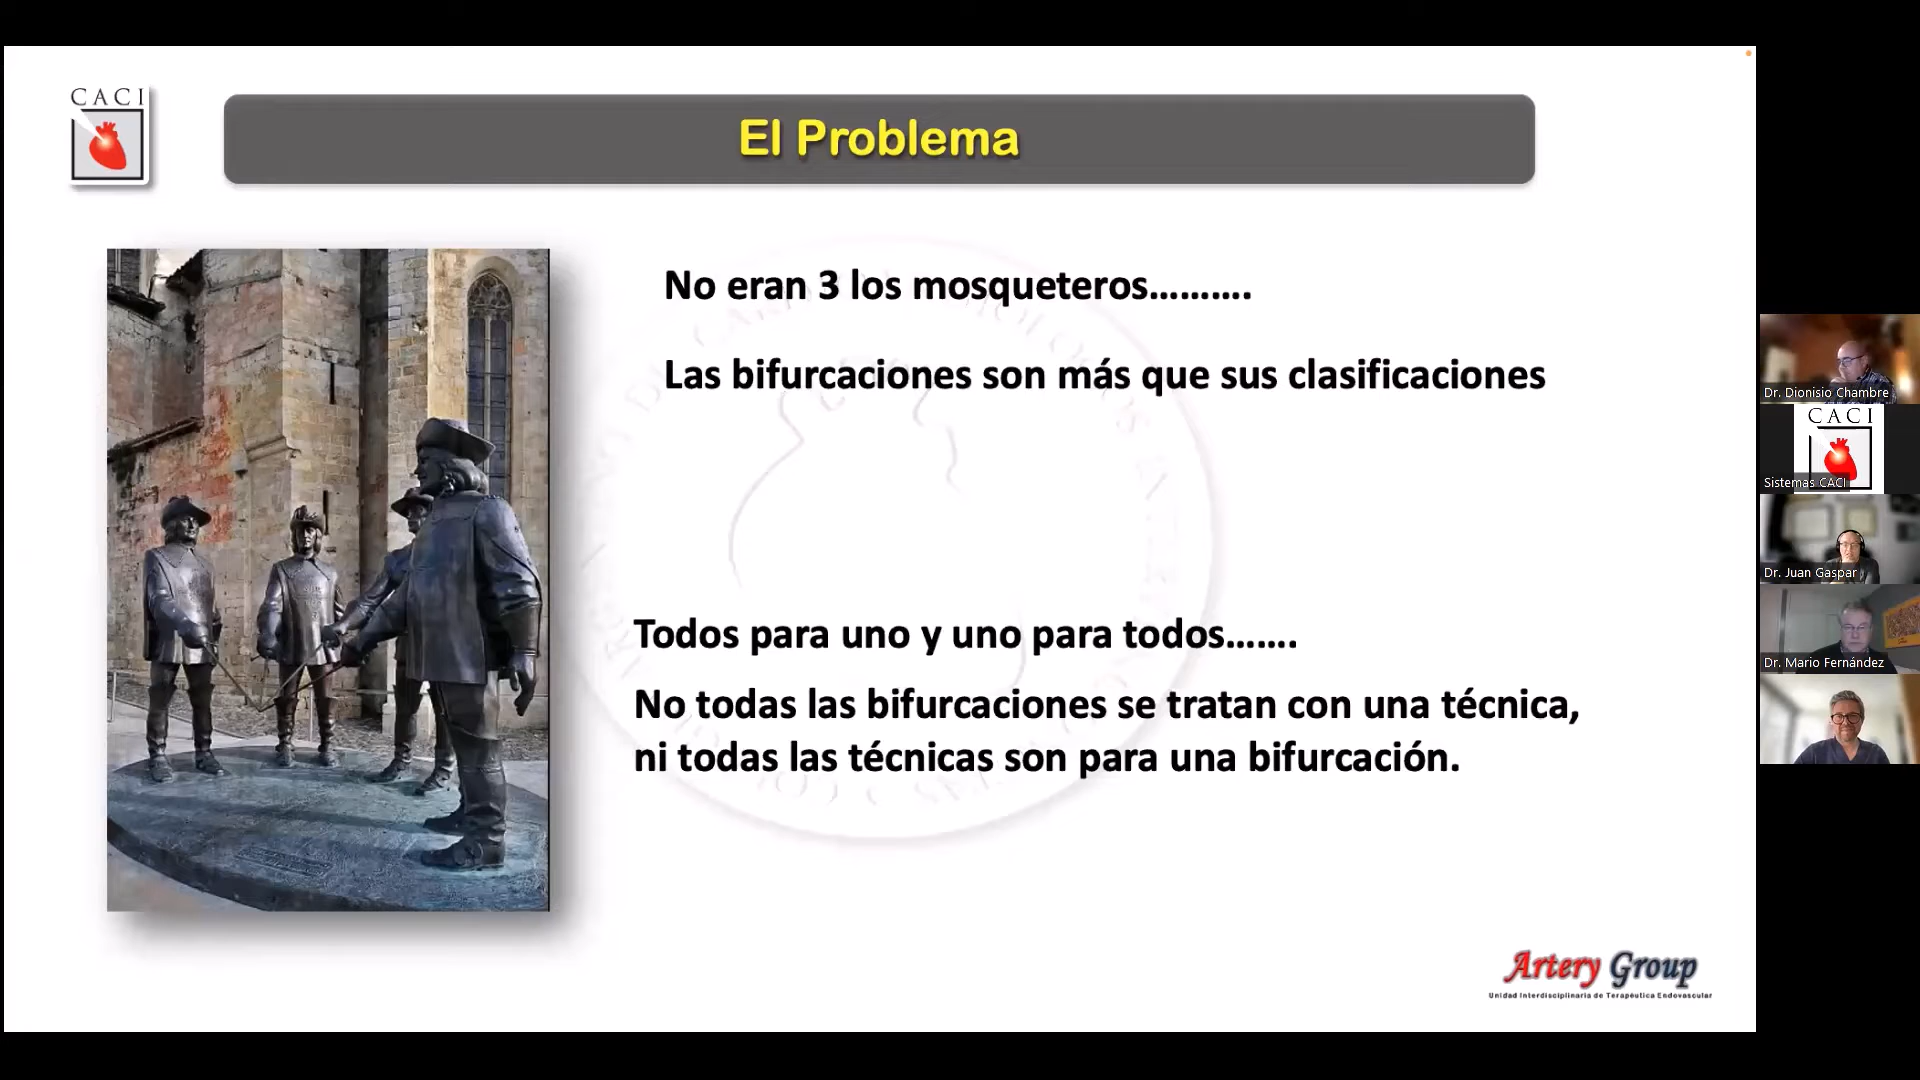 CACI
El Problema
No eran 3 los mosqueteros..........
Las bifurcaciones son más que sus clasificaciones
Todos para uno y uno para todos.......
No todas las bifurcaciones se tratan con una técnica,
ni todas las técnicas son para una bifurcación.
Artery Group
Unidad Interdisciplinaria de Terapéutica Endovascular
Dr. Dionisio Chambre
CACI
Sistemas CACI
Dr. Juan Gaspar
Dr. Mario Fernández